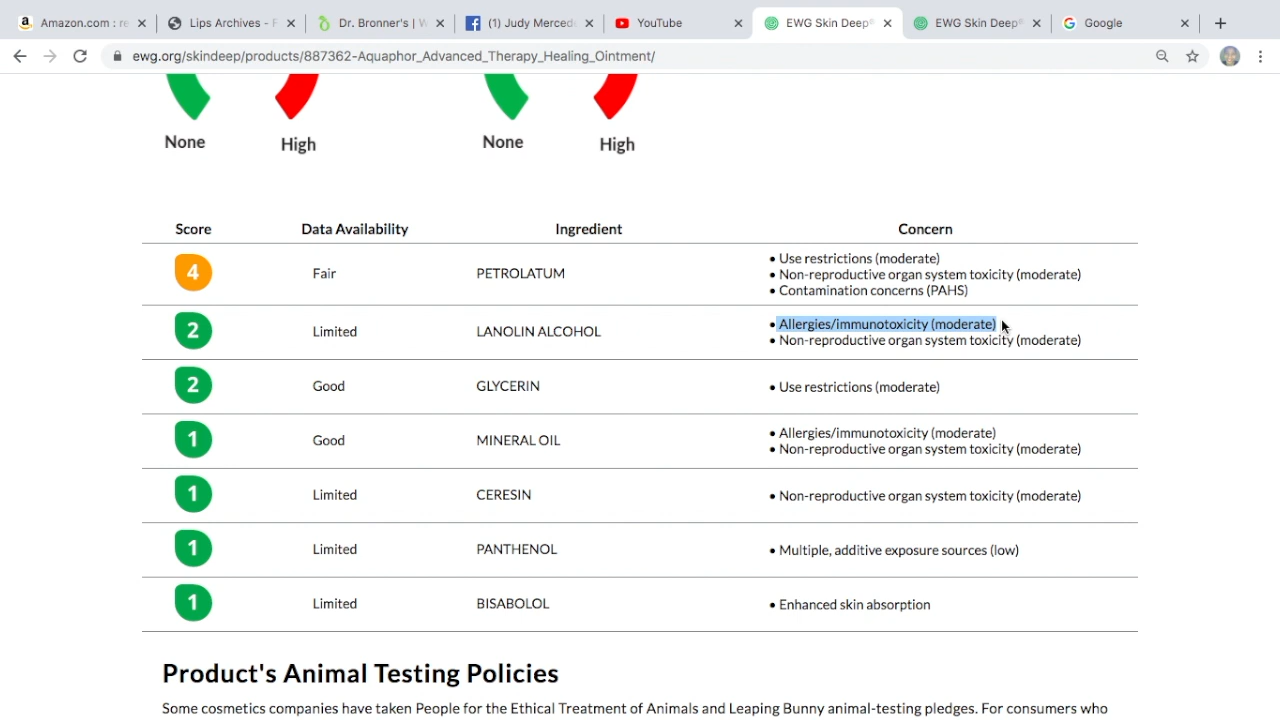 Amazon.com : re
Lips Archives - F
Dr. Bronner's | W
(1) Judy Merced
YouTube
EWG Skin Deep®
EWG Skin Deep®
Google
ewg.org/skindeep/products/887362-Aquaphor_Advanced_Therapy_Healing_Ointment/
None High None High
Score Data Availability Ingredient Concern
4 Fair PETROLATUM
• Use restrictions (moderate)
• Non-reproductive organ system toxicity (moderate)
• Contamination concerns (PAHS)
2 Limited LANOLIN ALCOHOL
• Allergies/immunotoxicity (moderate)
• Non-reproductive organ system toxicity (moderate)
2 Good GLYCERIN
• Use restrictions (moderate)
1 Good MINERAL OIL
• Allergies/immunotoxicity (moderate)
• Non-reproductive organ system toxicity (moderate)
1 Limited CERESIN
• Non-reproductive organ system toxicity (moderate)
1 Limited PANTHENOL
• Multiple, additive exposure sources (low)
1 Limited BISABOLOL
• Enhanced skin absorption
Product's Animal Testing Policies
Some cosmetics companies have taken People for the Ethical Treatment of Animals and Leaping Bunny animal-testing pledges. For consumers who